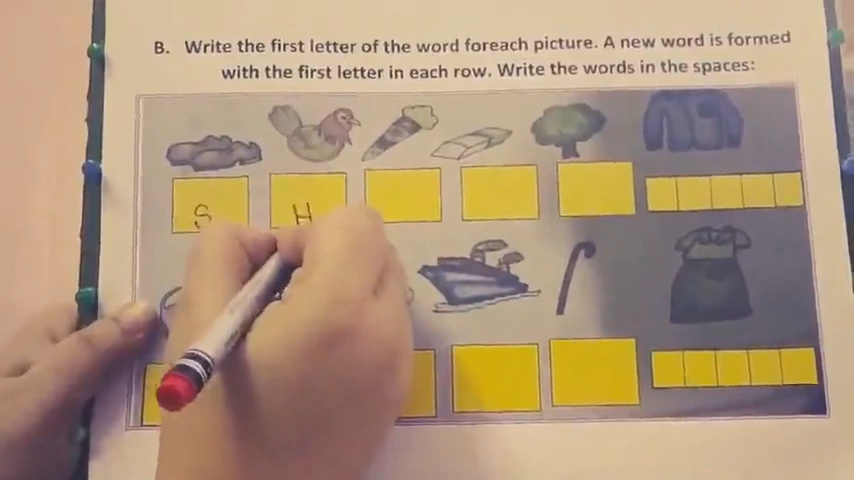 B. Write the first letter of the word foreach picture. A new word is formed
with the first letter in each row. Write the words in the spaces:
S H